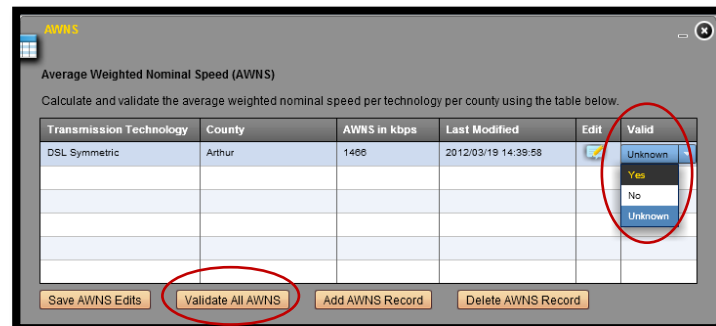 AWNS
Average Weighted Nominal Speed (AWNS)
Calculate and validate the average weighted nominal speed per technology per county using the table below.
Transmission Technology County AWNS in kbps Last Modified Edit Valid
DSL Symmetric Arthur 1466 2012/03/19 14:39:58 Unknown
Yes
No
Unknown
Save AWNS Edits Validate All AWNS Add AWNS Record Delete AWNS Record